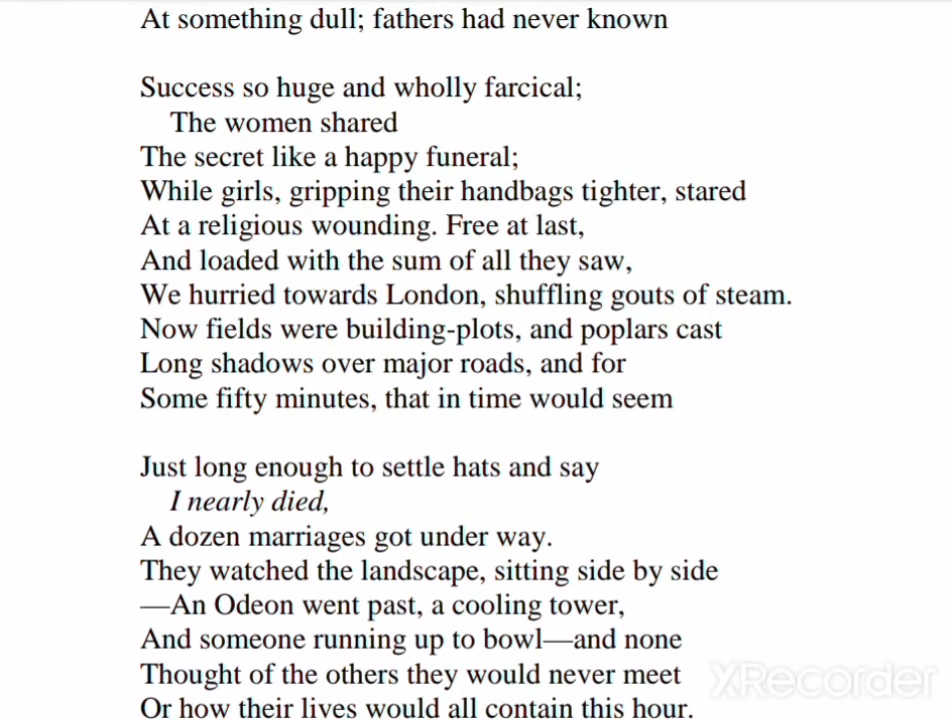 At something dull; fathers had never known
Success so huge and wholly farcical;
The women shared
The secret like a happy funeral;
While girls, gripping their handbags tighter, stared
At a religious wounding. Free at last,
And loaded with the sum of all they saw,
We hurried towards London, shuffling gouts of steam.
Now fields were building-plots, and poplars cast
Long shadows over major roads, and for
Some fifty minutes, that in time would seem
Just long enough to settle hats and say
I nearly died,
A dozen marriages got under way.
They watched the landscape, sitting side by side
—An Odeon went past, a cooling tower,
And someone running up to bowl—and none
Thought of the others they would never meet
Or how their lives would all contain this hour.
XRecorder